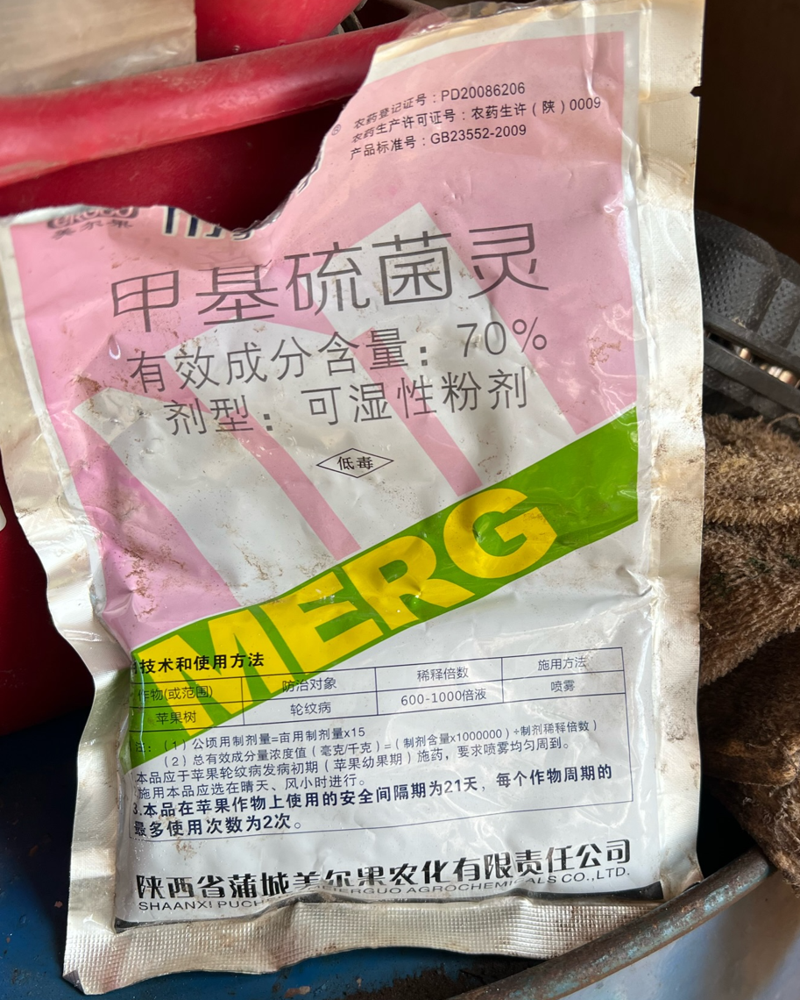 农药登记证号：PD20086206
农药生产许可证号：农药生许（陕）0009
产品标准号：GB23552-2009
®
美尔果
甲基硫菌灵
有效成分含量：70%
剂型：可湿性粉剂
低毒
MERG
技术和使用方法
作物(或范围) 防治对象 稀释倍数 施用方法
苹果树 轮纹病 600-1000倍液 喷雾
注：（1）公顷用制剂量=亩用制剂量x15
（2）总有效成分量浓度值（毫克/千克）=（制剂含量x1000000）÷制剂稀释倍数）
本品应于苹果轮纹病发病初期（苹果幼果期）施药，要求喷雾均匀周到。
施用本品应选在晴天、风小时进行。
3.本品在苹果作物上使用的安全间隔期为21天，每个作物周期的
最多使用次数为2次。
陕西省蒲城美尔果农化有限责任公司
SHAANXI PUCH ERGUO AGROCHEMICALS CO.,LTD.